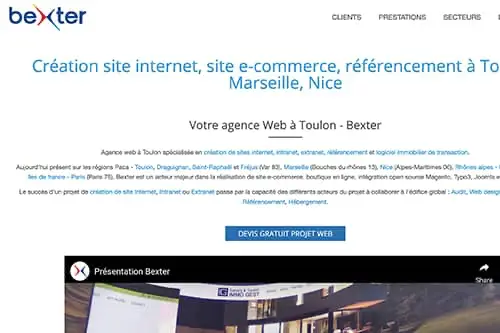 bexter
CLIENTS PRESTATIONS SECTEURS
Création site internet, site e-commerce, référencement à To
Marseille, Nice
Votre agence Web à Toulon - Bexter
Agence web à Toulon spécialisée en création de sites internet, intranet, extranet, référencement et logiciel immobilier de transaction.
Aujourd'hui présent sur les régions Paca - Toulon, Draguignan, Saint-Raphaël et Fréjus (Var 83), Marseille (Bouches du rhônes 13), Nice (Alpes-Maritimes 06), Rhônes alpes -
Iles de france - Paris (Paris 75), Bexter est un acteur majeur dans la réalisation de site e-commerce, boutique en ligne, intégration open source Magento, Typo3, Joomla e
Le succès d'un projet de création de site Internet, Intranet ou Extranet passe par la capacité des différents acteurs du projet à collaborer à l'édifice global : Audit, Web desig
Référencement, Hébergement.
DEVIS GRATUIT PROJET WEB
Présentation Bexter
IMMO GEST
Share